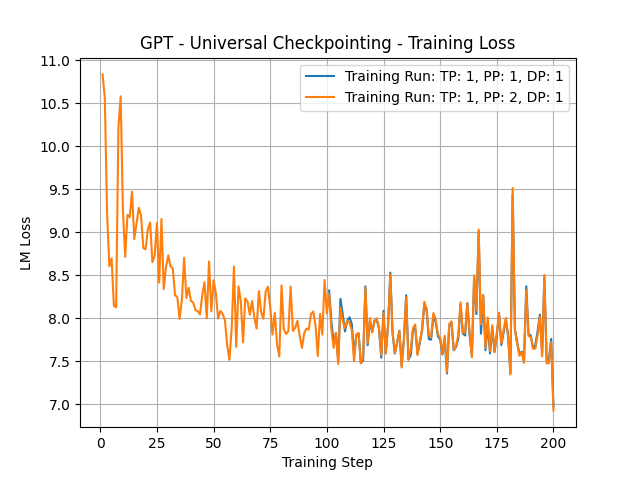 GPT - Universal Checkpointing - Training Loss
Training Run: TP: 1, PP: 1, DP: 1
Training Run: TP: 1, PP: 2, DP: 1
LM Loss
11.0
10.5
10.0
9.5
9.0
8.5
8.0
7.5
7.0
0 25 50 75 100 125 150 175 200
Training Step